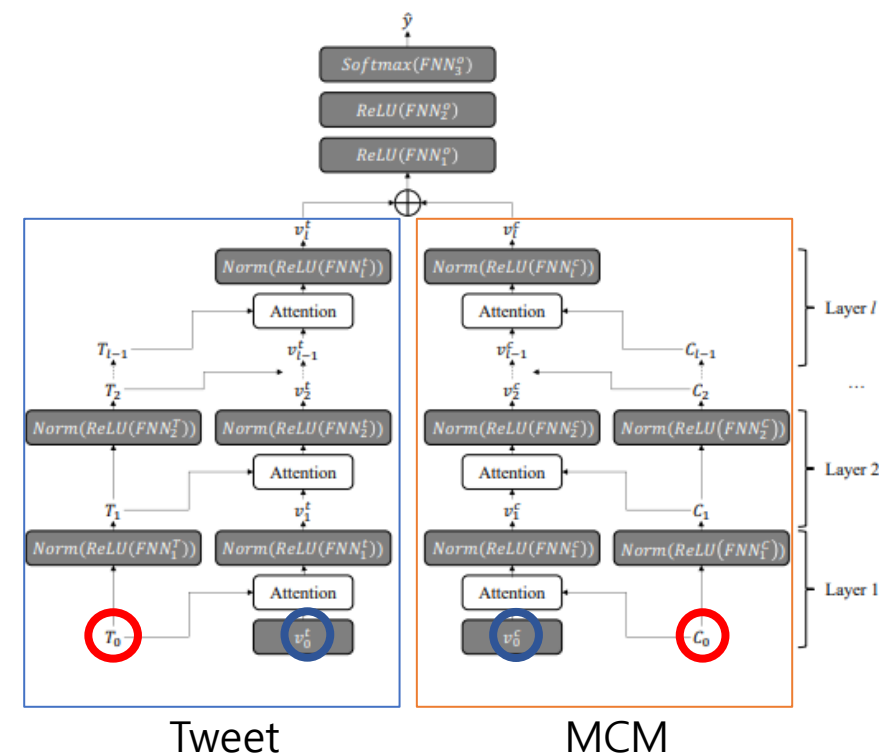 ŷ
Softmax(FNN₃ᵒ)
ReLU(FNN₂ᵒ)
ReLU(FNN₁ᵒ)
vₗᵗ vₗᶜ
Norm(ReLU(FNNₗᵗ)) Norm(ReLU(FNNₗᶜ))
Attention Attention Layer l
Tₗ₋₁ vₗ₋₁ᵗ vₗ₋₁ᶜ Cₗ₋₁
T₂ v₂ᵗ v₂ᶜ C₂ ...
Norm(ReLU(FNN₂ᵀ)) Norm(ReLU(FNN₂ᵗ)) Norm(ReLU(FNN₂ᶜ)) Norm(ReLU(FNN₂ᶜ))
Attention Attention Layer 2
T₁ v₁ᵗ v₁ᶜ C₁
Norm(ReLU(FNN₁ᵀ)) Norm(ReLU(FNN₁ᵗ)) Norm(ReLU(FNN₁ᶜ)) Norm(ReLU(FNN₁ᶜ))
Attention Attention Layer 1
T₀ v₀ᵗ v₀ᶜ C₀
Tweet MCM